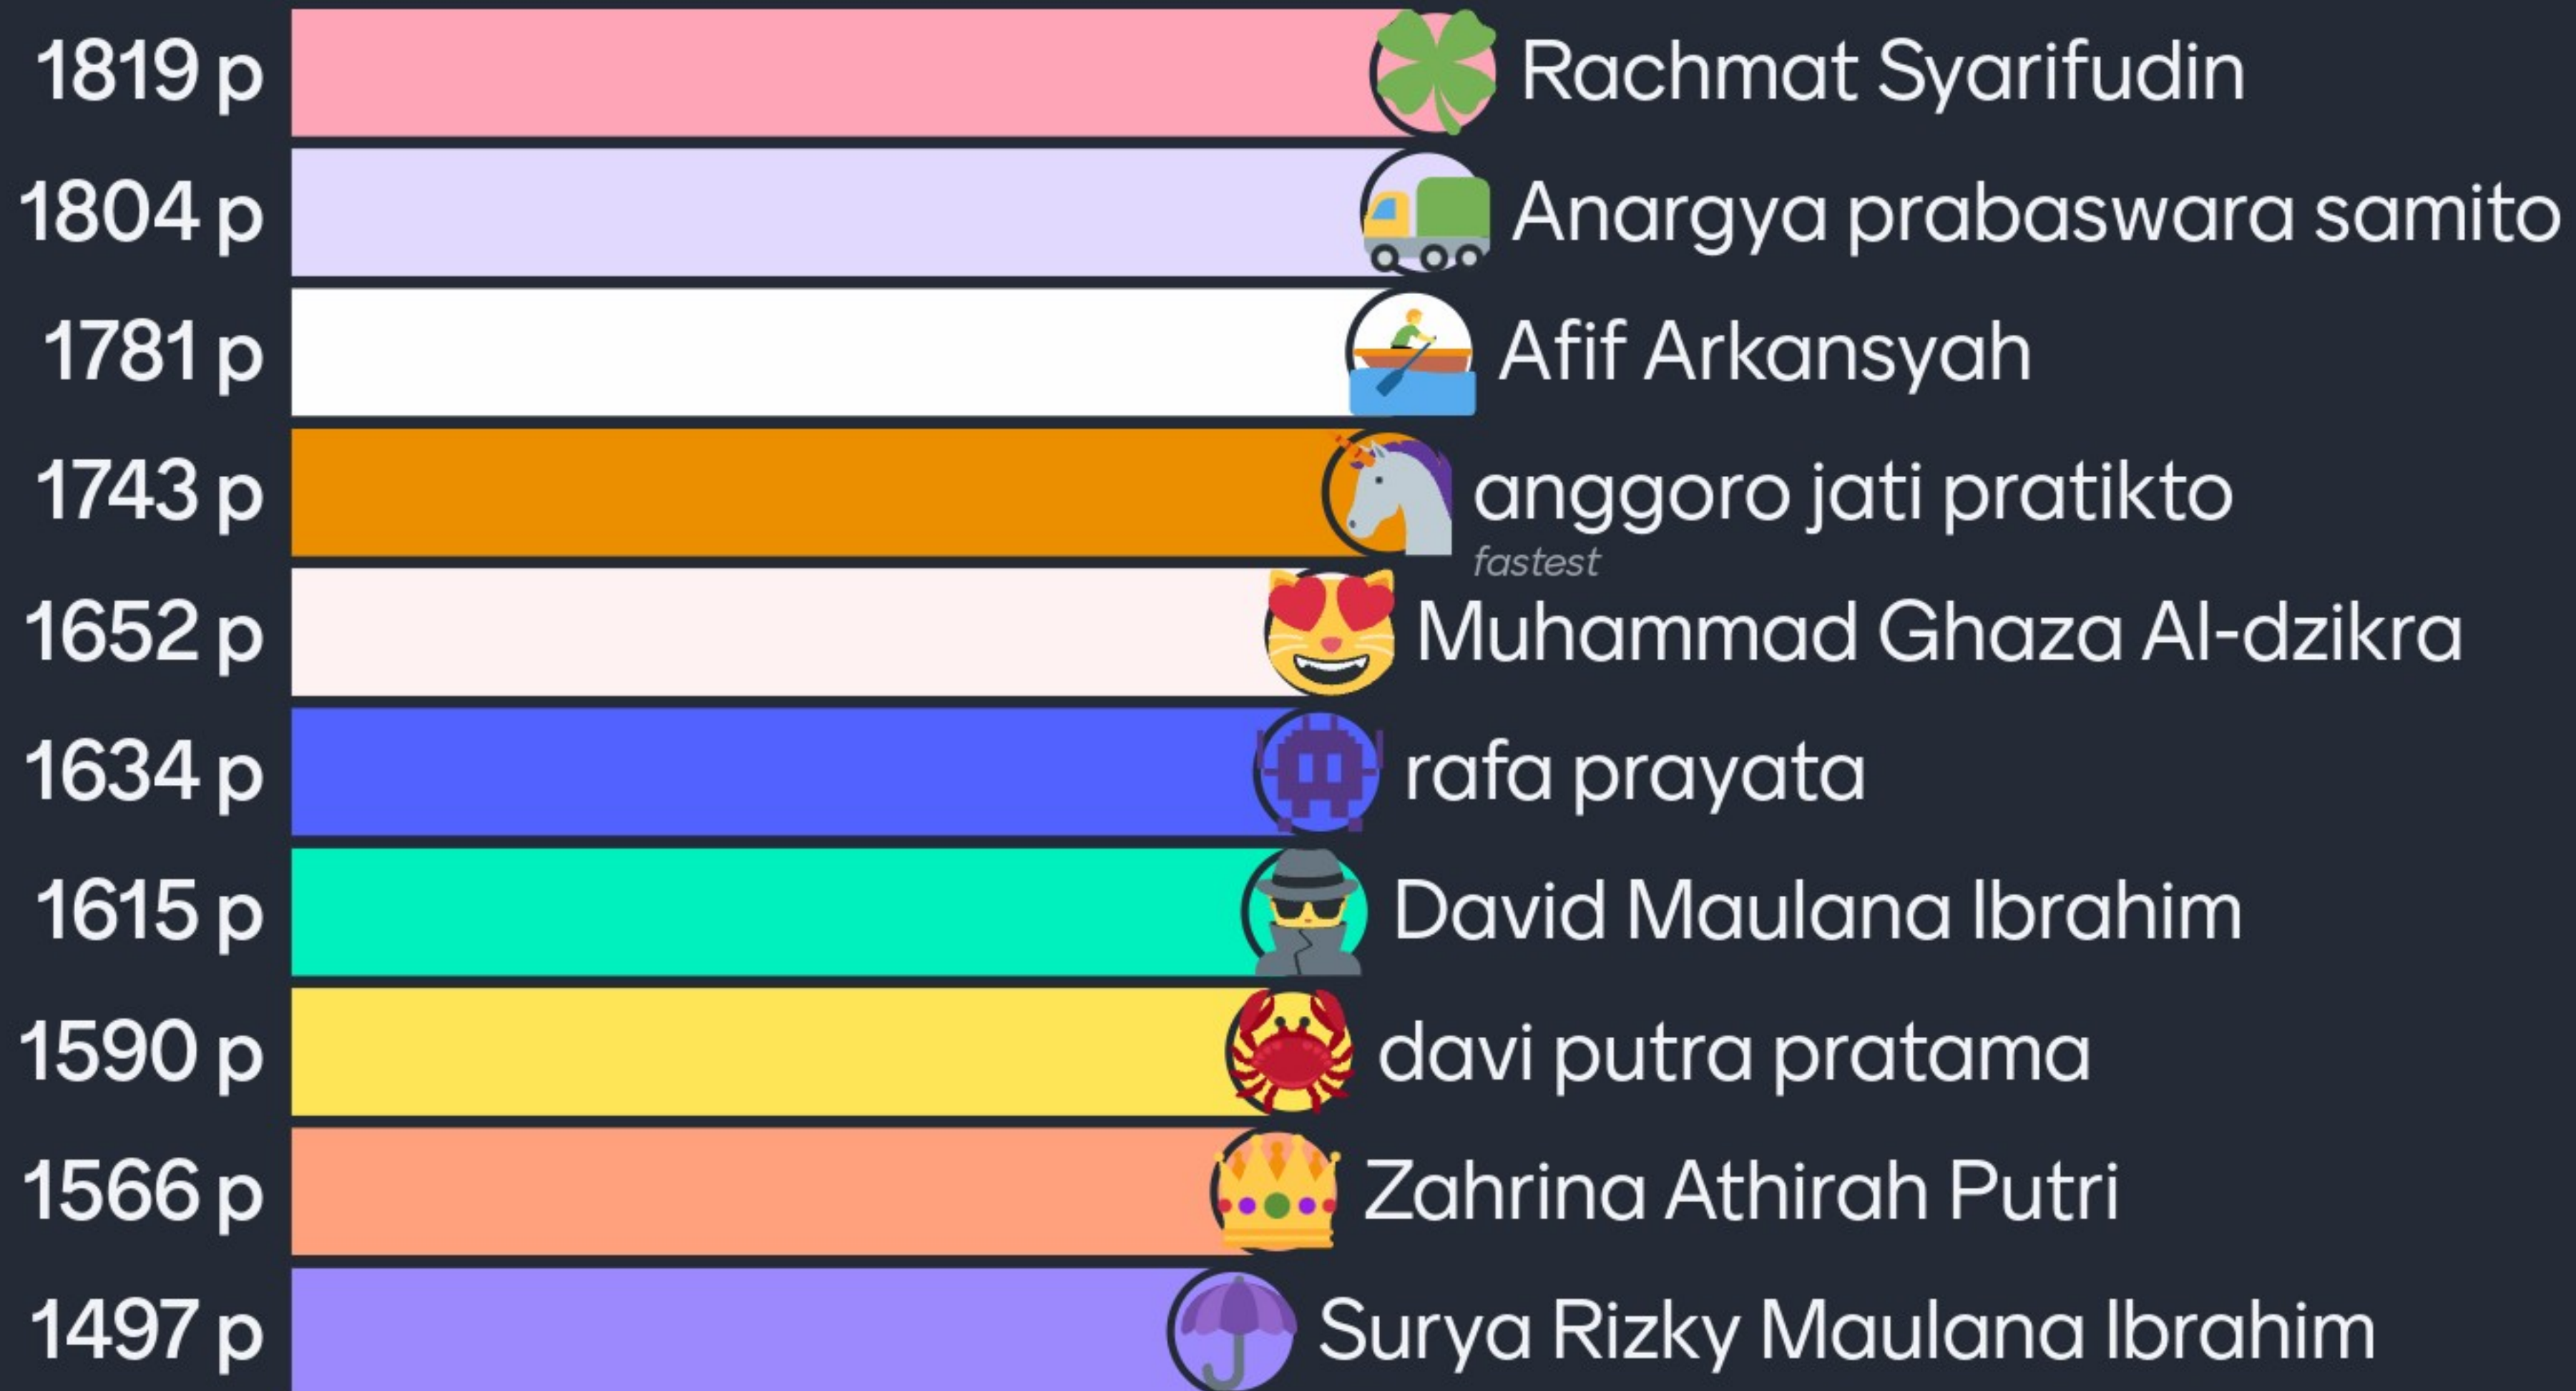 1819 p Rachmat Syarifudin
1804 p Anargya prabaswara samito
1781 p Afif Arkansyah
1743 p anggoro jati pratikto
fastest
1652 p Muhammad Ghaza Al-dzikra
1634 p rafa prayata
1615 p David Maulana Ibrahim
1590 p davi putra pratama
1566 p Zahrina Athirah Putri
1497 p Surya Rizky Maulana Ibrahim